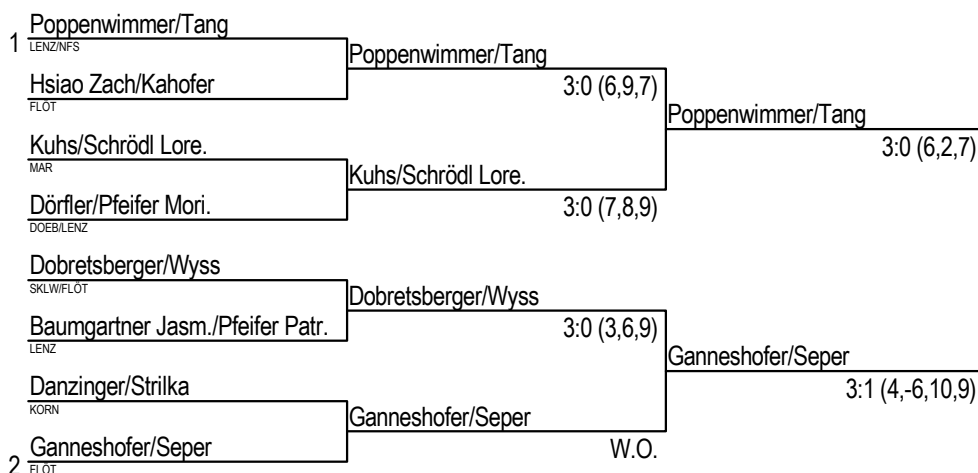 1
Poppenwimmer/Tang
LENZ/NFS
Hsiao Zach/Kahofer
FLÖT
Kuhs/Schrödl Lore.
MAR
Dörfler/Pfeifer Mori.
DOEB/LENZ
Dobretsberger/Wyss
SKLW/FLÖT
Baumgartner Jasm./Pfeifer Patr.
LENZ
Danzinger/Strilka
KORN
2
Ganneshofer/Seper
FLÖT
Poppenwimmer/Tang
3:0 (6,9,7)
Kuhs/Schrödl Lore.
3:0 (7,8,9)
Dobretsberger/Wyss
3:0 (3,6,9)
Ganneshofer/Seper
W.O.
Poppenwimmer/Tang
3:0 (6,2,7)
Ganneshofer/Seper
3:1 (4,-6,10,9)